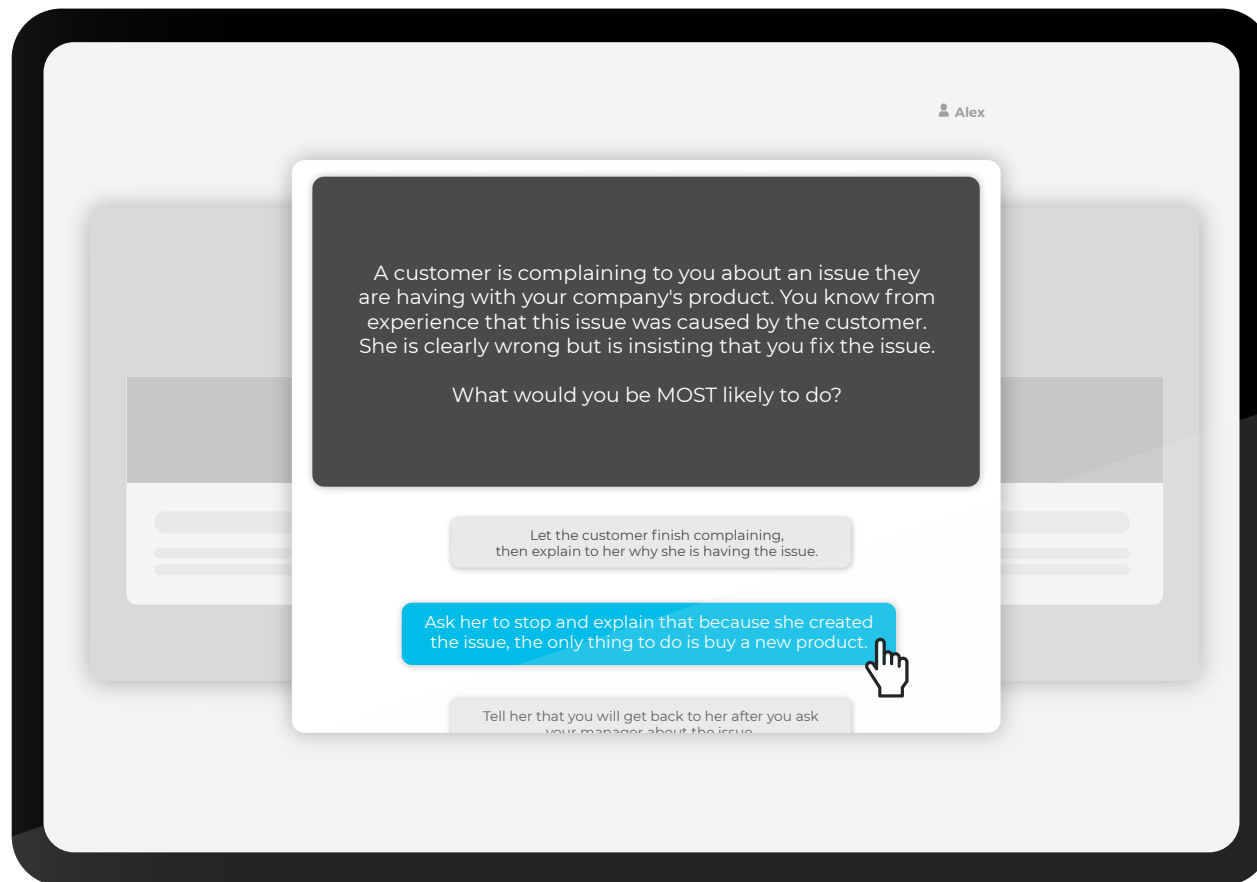 Alex
A customer is complaining to you about an issue they
are having with your company's product. You know from
experience that this issue was caused by the customer.
She is clearly wrong but is insisting that you fix the issue.
What would you be MOST likely to do?
Let the customer finish complaining,
then explain to her why she is having the issue.
Ask her to stop and explain that because she created
the issue, the only thing to do is buy a new product.
Tell her that you will get back to her after you ask
your manager about the issue